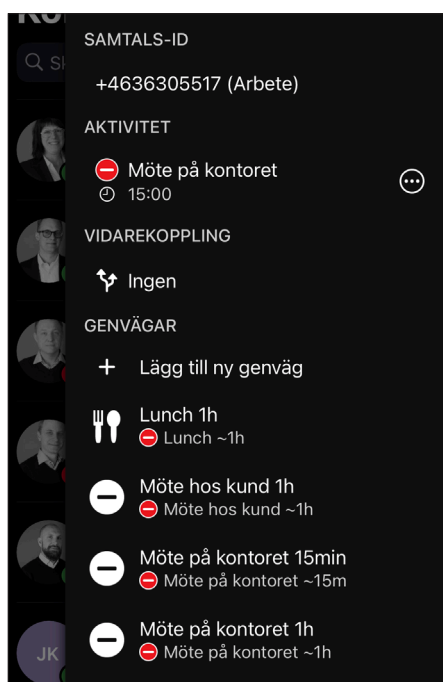 SAMTALS-ID
+4636305517 (Arbete)
AKTIVITET
Möte på kontoret
15:00
VIDAREKOPPLING
Ingen
GENVÄGAR
+ Lägg till ny genväg
Lunch 1h
Lunch ~1h
Möte hos kund 1h
Möte hos kund ~1h
Möte på kontoret 15min
Möte på kontoret ~15m
Möte på kontoret 1h
Möte på kontoret ~1h
JK